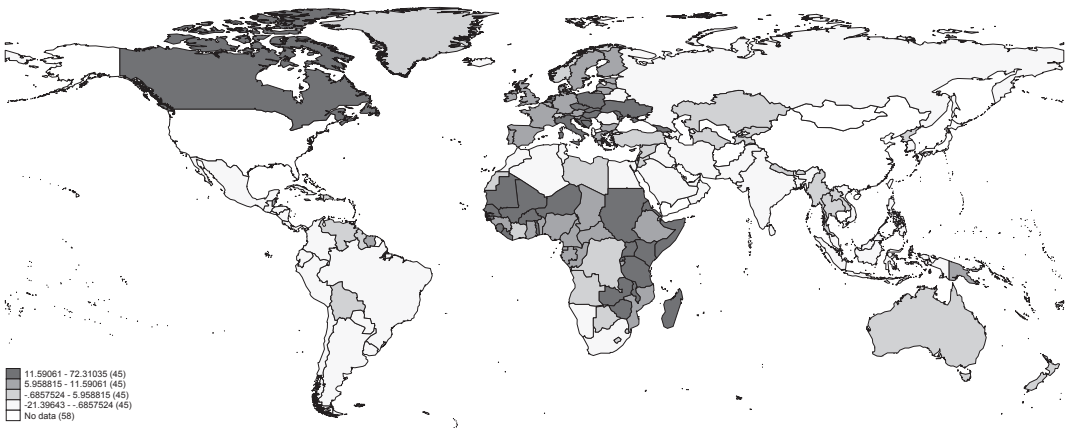 11.59061 - 72.31035 (45)
5.958815 - 11.59061 (45)
-.6857524 - 5.958815 (45)
-21.39643 - -.6857524 (45)
No data (58)